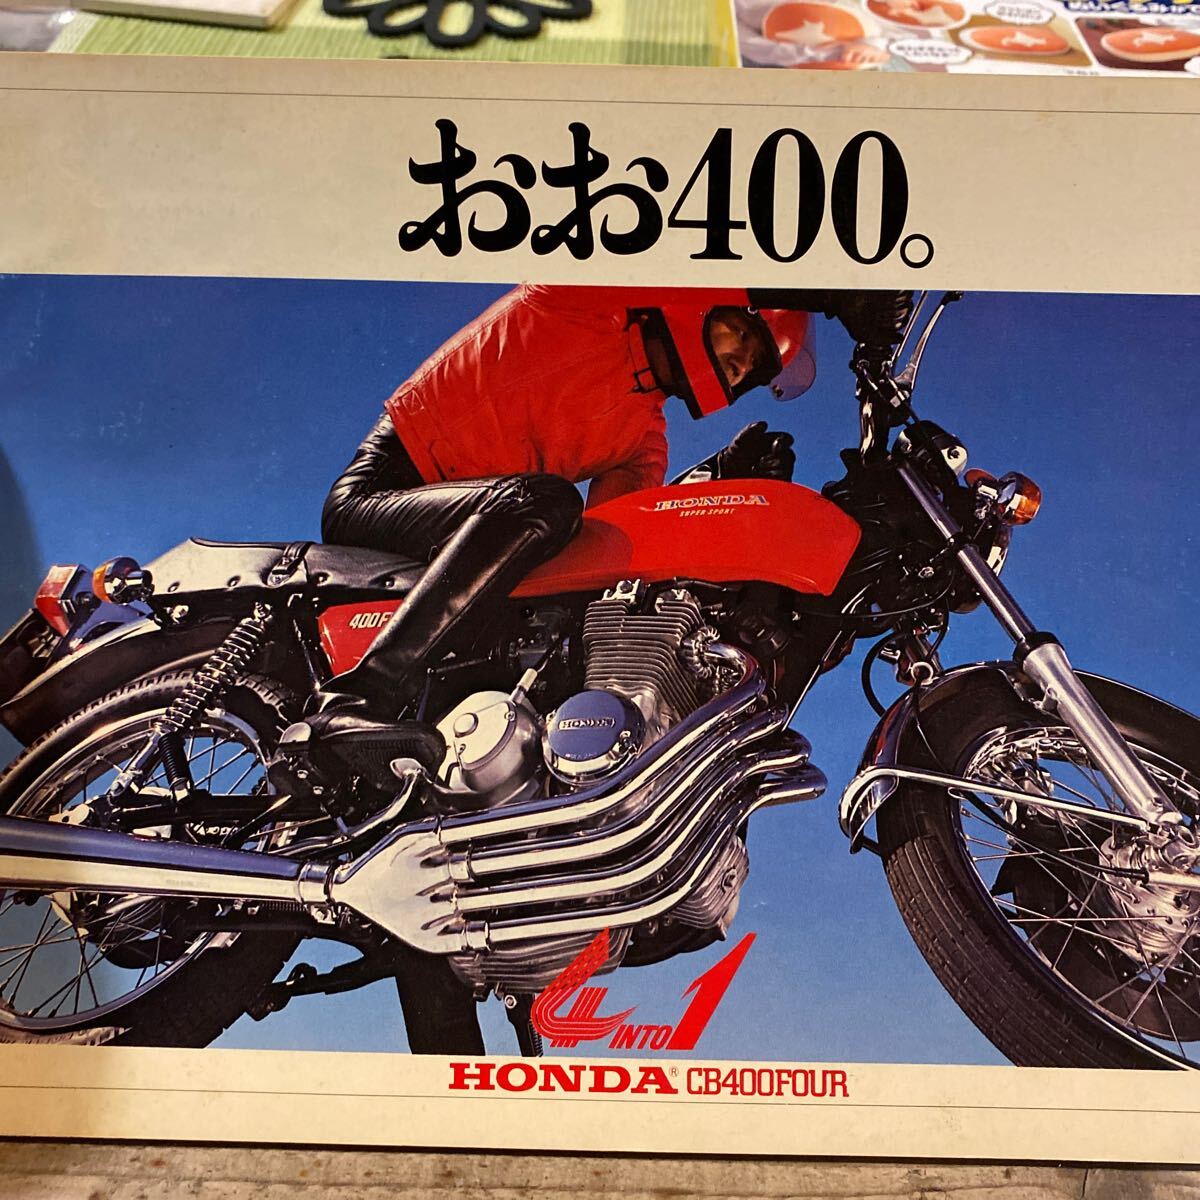 おお400。
HONDA
SUPER SPORT
400F
HONDA
4 INTO 1
HONDA® CB400FOUR